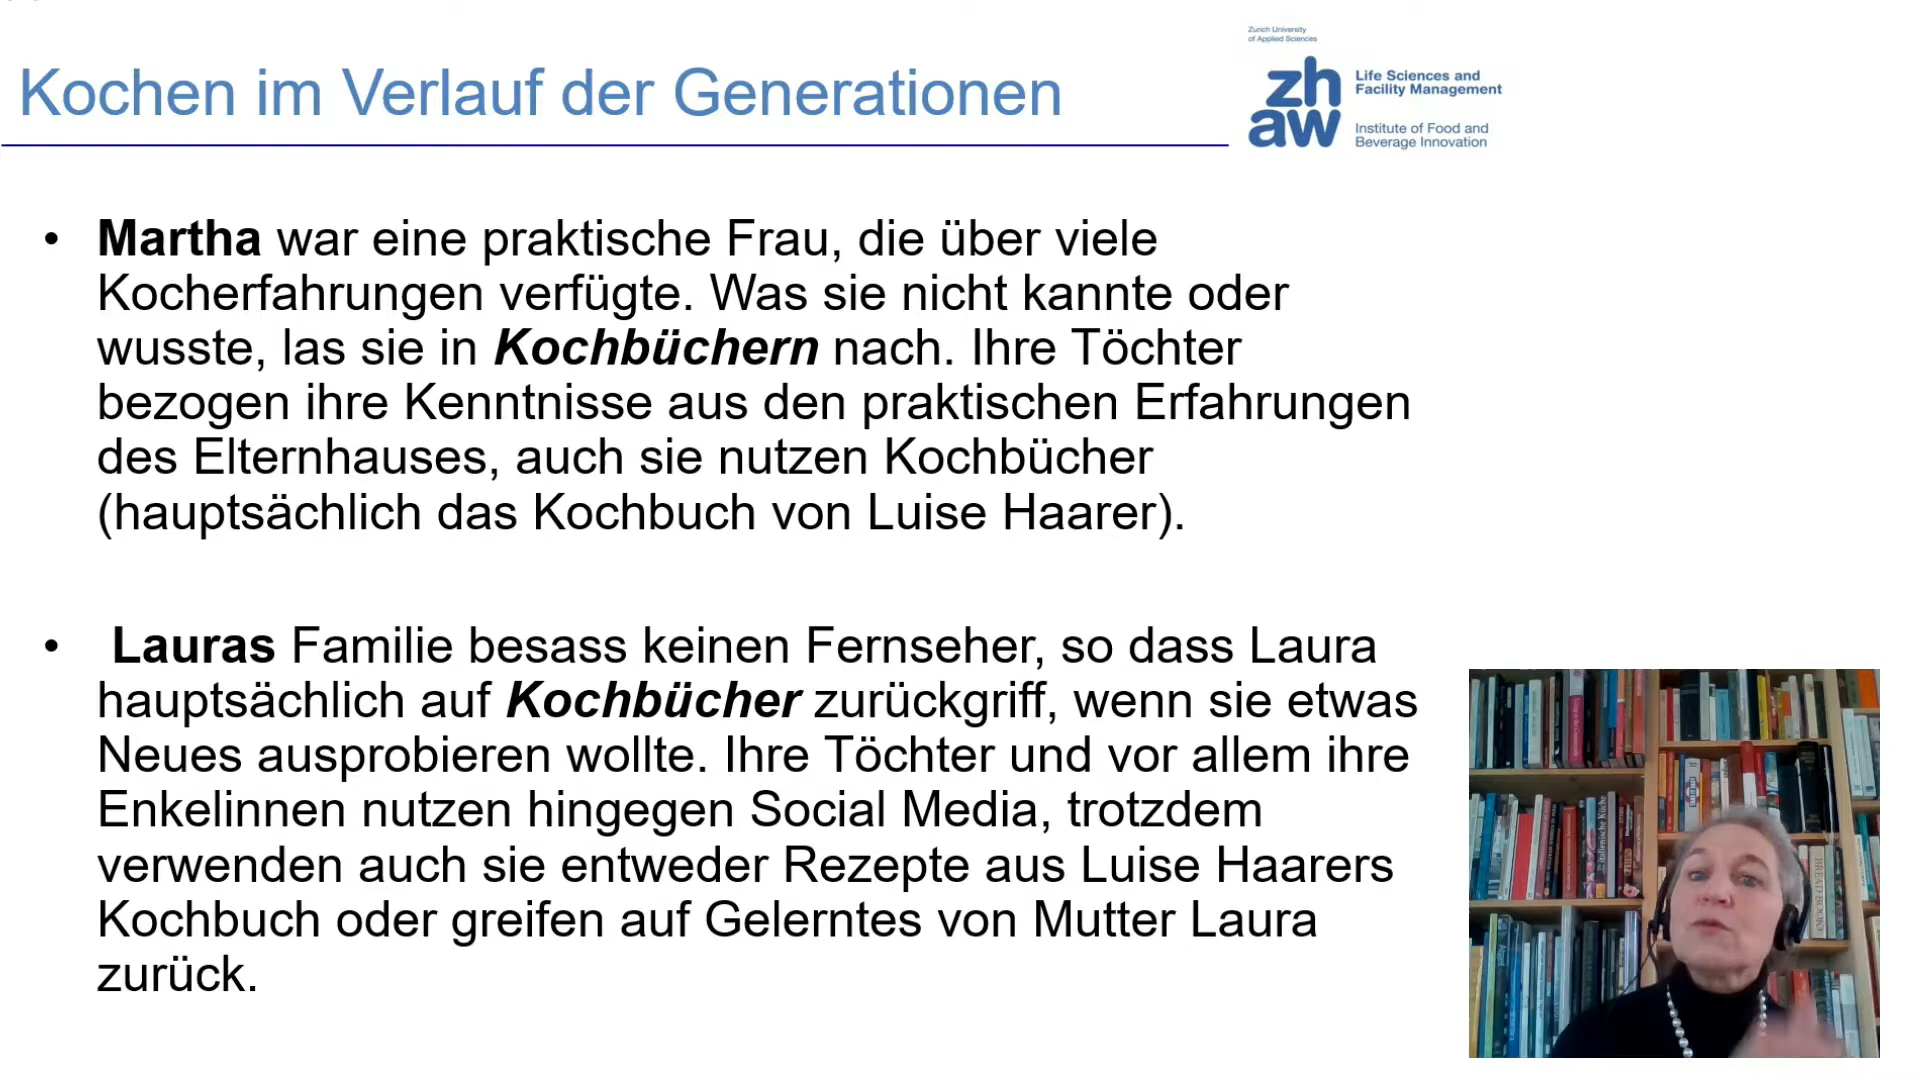 Kochen im Verlauf der Generationen
Zurich University
of Applied Sciences
zh
aw
Life Sciences and
Facility Management
Institute of Food and
Beverage Innovation
• Martha war eine praktische Frau, die über viele
Kocherfahrungen verfügte. Was sie nicht kannte oder
wusste, las sie in Kochbüchern nach. Ihre Töchter
bezogen ihre Kenntnisse aus den praktischen Erfahrungen
des Elternhauses, auch sie nutzen Kochbücher
(hauptsächlich das Kochbuch von Luise Haarer).
• Lauras Familie besass keinen Fernseher, so dass Laura
hauptsächlich auf Kochbücher zurückgriff, wenn sie etwas
Neues ausprobieren wollte. Ihre Töchter und vor allem ihre
Enkelinnen nutzen hingegen Social Media, trotzdem
verwenden auch sie entweder Rezepte aus Luise Haarers
Kochbuch oder greifen auf Gelerntes von Mutter Laura
zurück.